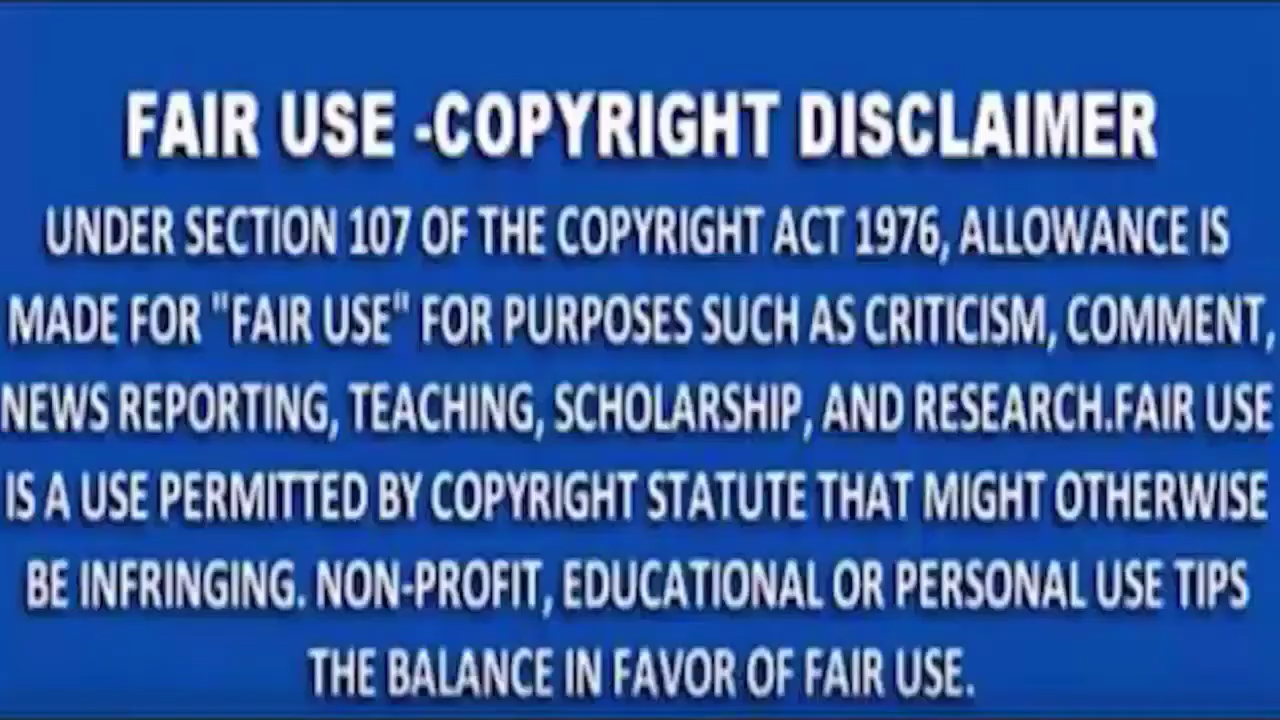 FAIR USE -COPYRIGHT DISCLAIMER
UNDER SECTION 107 OF THE COPYRIGHT ACT 1976, ALLOWANCE IS
MADE FOR "FAIR USE" FOR PURPOSES SUCH AS CRITICISM, COMMENT,
NEWS REPORTING, TEACHING, SCHOLARSHIP, AND RESEARCH.FAIR USE
IS A USE PERMITTED BY COPYRIGHT STATUTE THAT MIGHT OTHERWISE
BE INFRINGING. NON-PROFIT, EDUCATIONAL OR PERSONAL USE TIPS
THE BALANCE IN FAVOR OF FAIR USE.